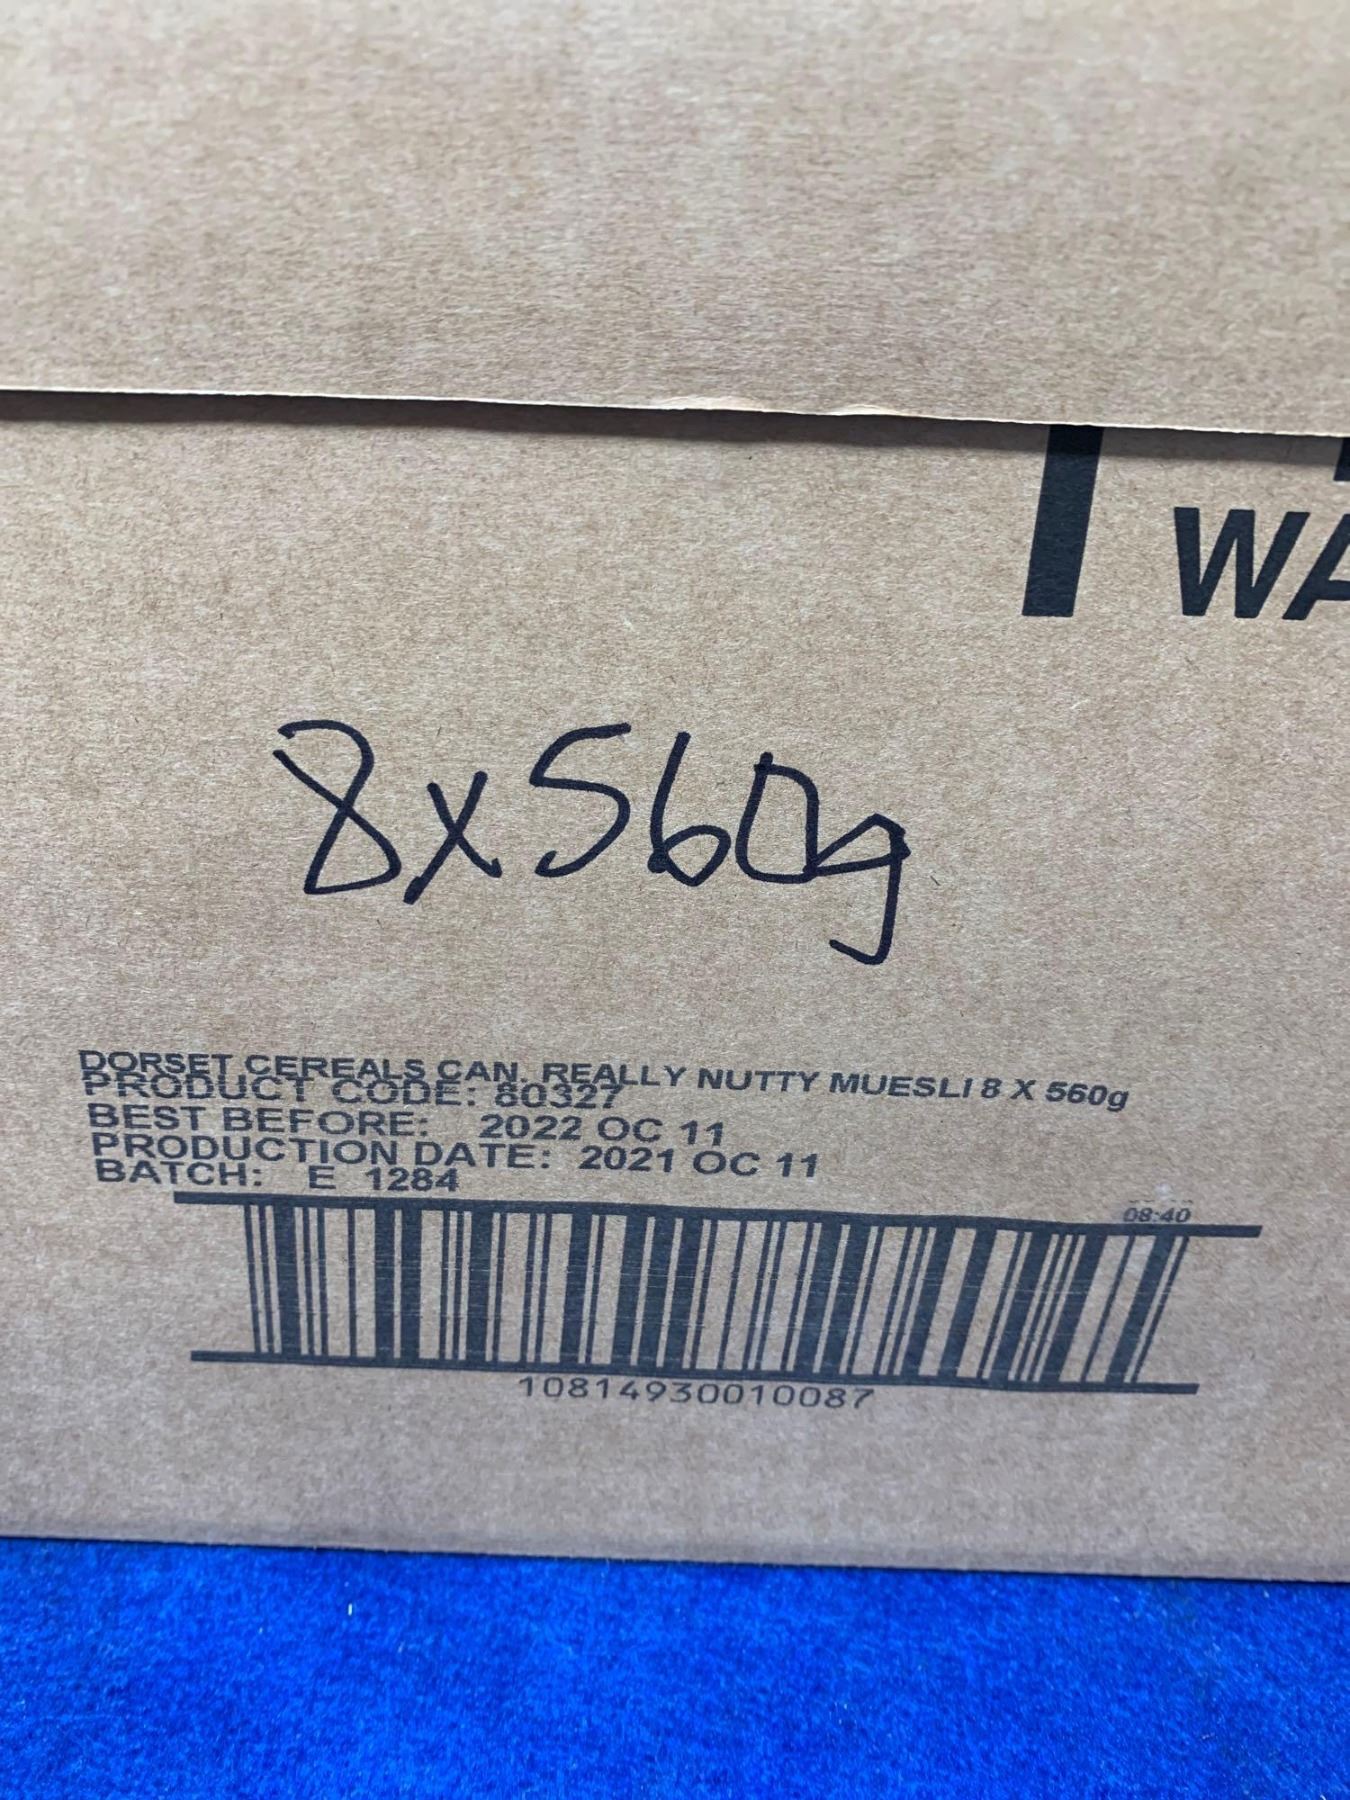 WA
8x560g
DORSET CEREALS CAN. REALLY NUTTY MUESLI 8 X 560g
PRODUCT CODE: 80327
BEST BEFORE: 2022 OC 11
PRODUCTION DATE: 2021 OC 11
BATCH: E 1284
08:40
10814930010087